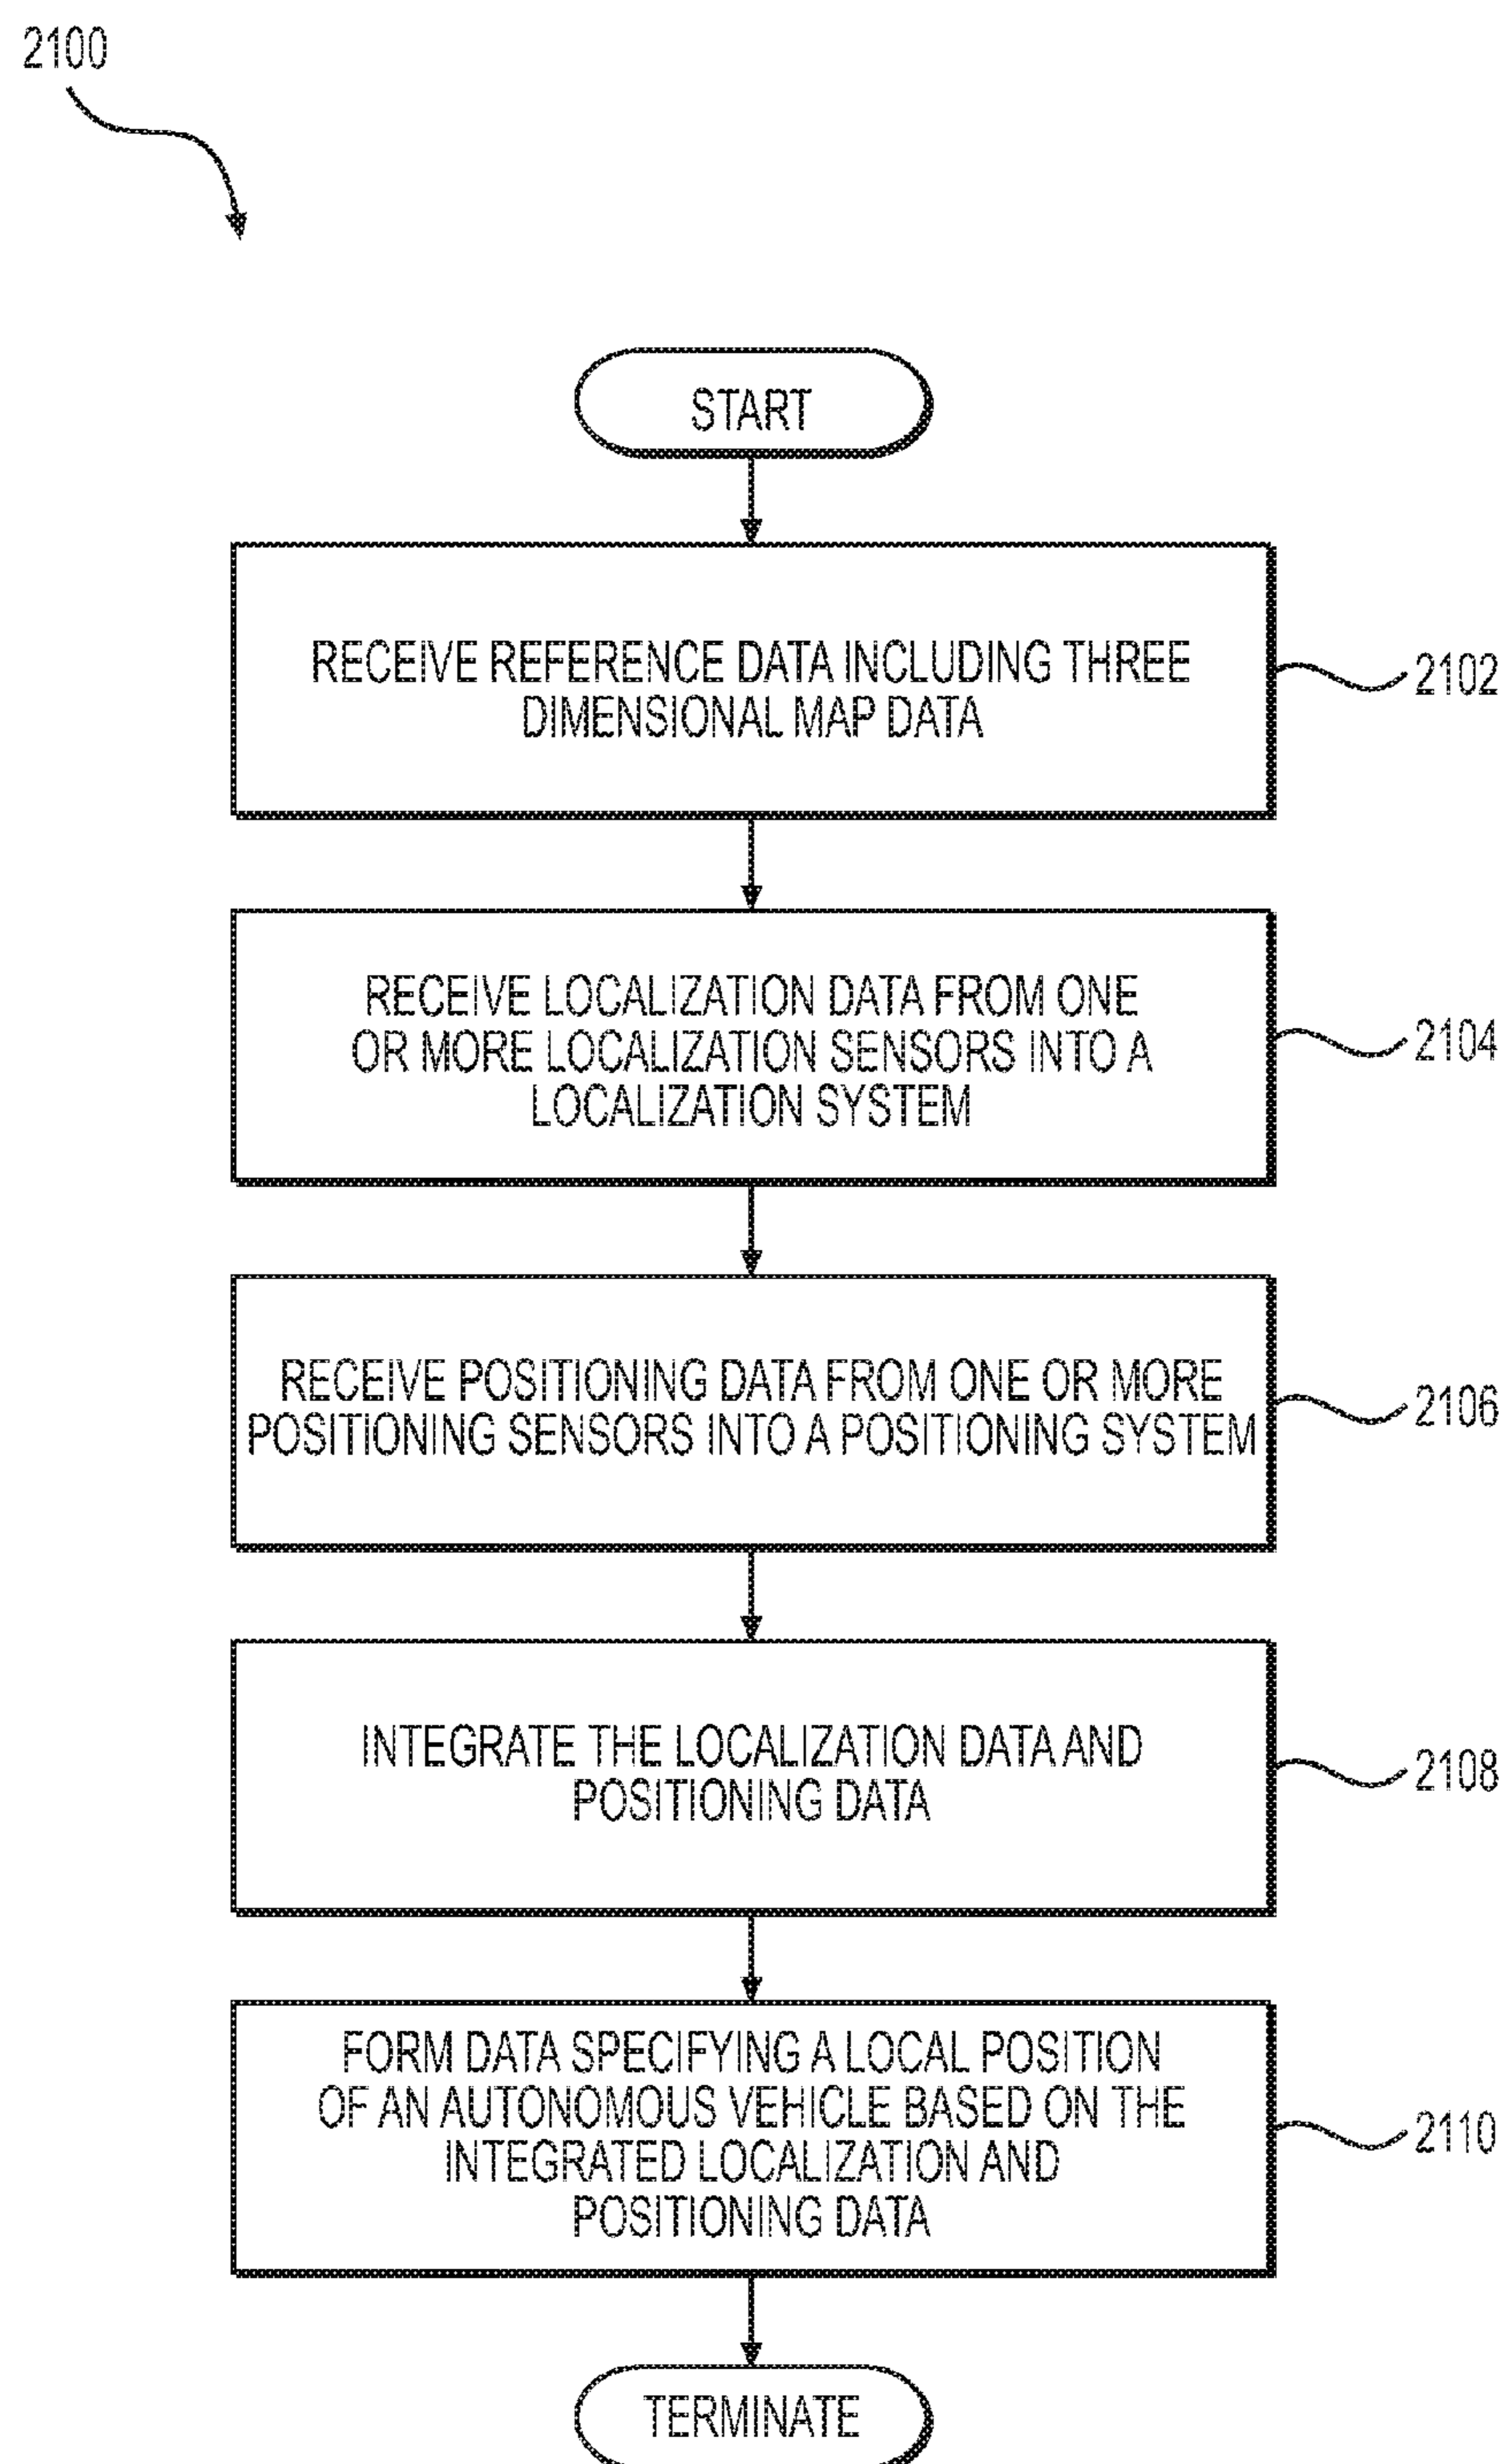 2100
START
RECEIVE REFERENCE DATA INCLUDING THREE
DIMENSIONAL MAP DATA
2102
RECEIVE LOCALIZATION DATA FROM ONE
OR MORE LOCALIZATION SENSORS INTO A
LOCALIZATION SYSTEM
2104
RECEIVE POSITIONING DATA FROM ONE OR MORE
POSITIONING SENSORS INTO A POSITIONING SYSTEM
2106
INTEGRATE THE LOCALIZATION DATA AND
POSITIONING DATA
2108
FORM DATA SPECIFYING A LOCAL POSITION
OF AN AUTONOMOUS VEHICLE BASED ON THE
INTEGRATED LOCALIZATION AND
POSITIONING DATA
2110
TERMINATE